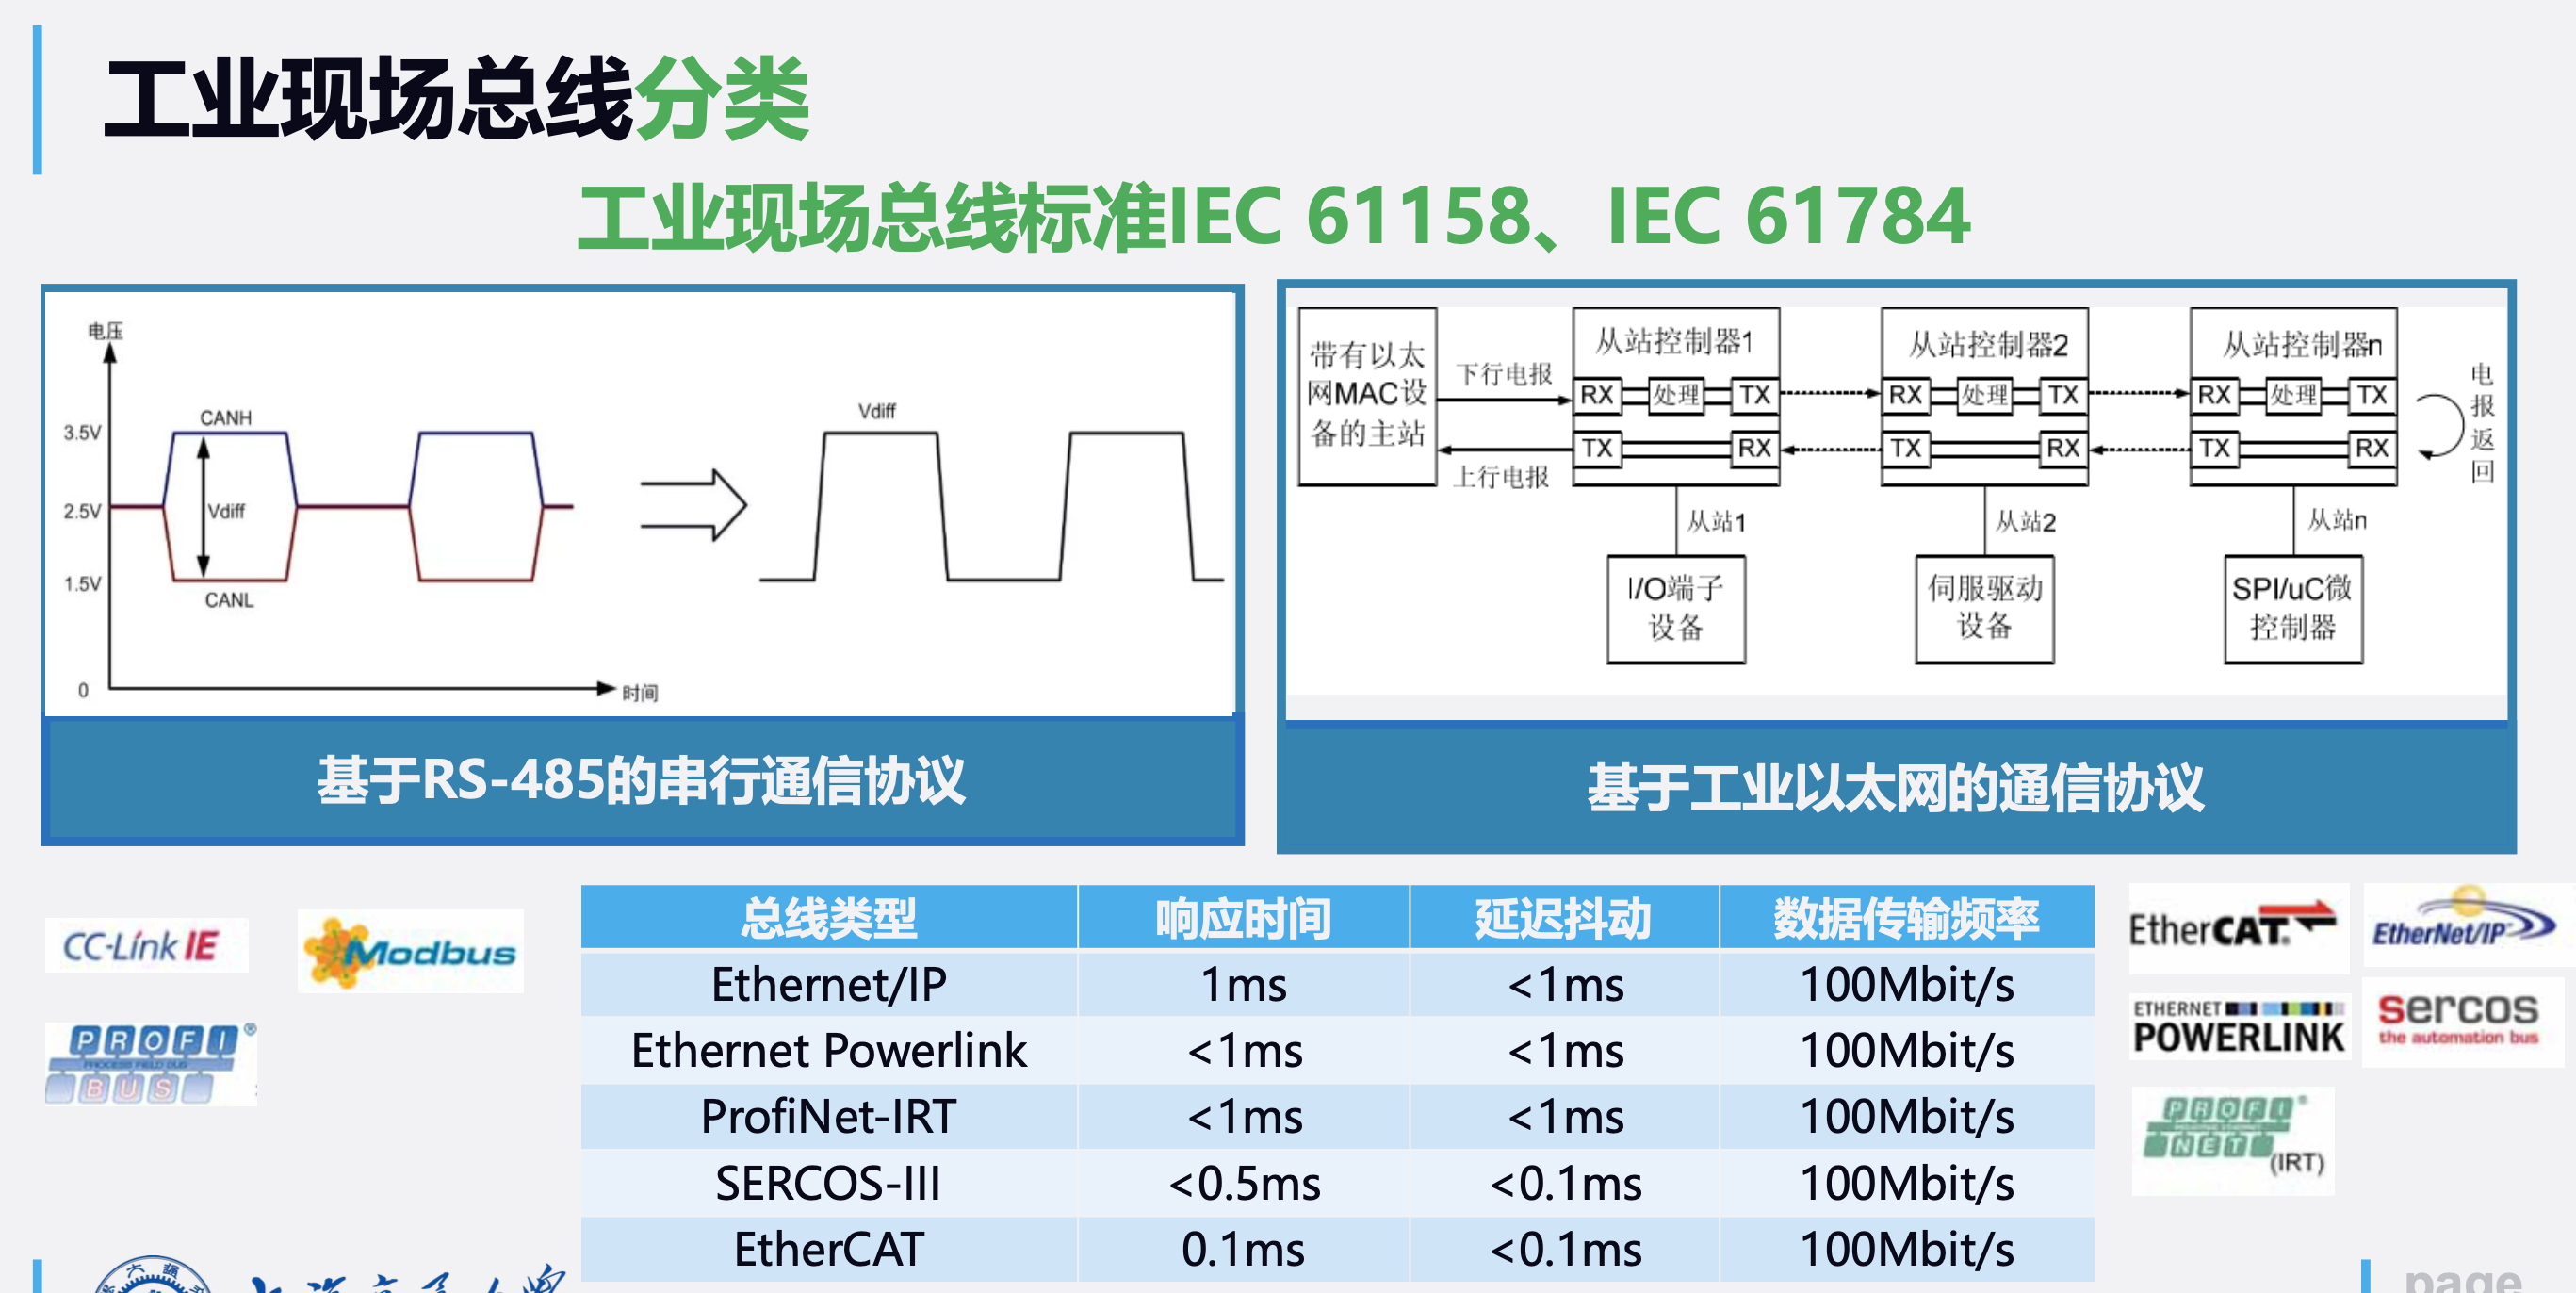 工业现场总线分类
工业现场总线标准IEC 61158、IEC 61784
电压
3.5V
2.5V
1.5V
0
CANH
Vdiff
CANL
时间
Vdiff
基于RS-485的串行通信协议
带有以太
网MAC设
备的主站
下行电报
上行电报
从站控制器1
RX 处理 TX
TX RX
从站1
I/O端子
设备
从站控制器2
RX 处理 TX
TX RX
从站2
伺服驱动
设备
从站控制器n
RX 处理 TX
TX RX
从站n
SPI/uC微
控制器
电
报
返
回
基于工业以太网的通信协议
CC-Link IE
Modbus
PROFI®
PROCESS FIELD BUS
BUS
总线类型 响应时间 延迟抖动 数据传输频率
Ethernet/IP 1ms <1ms 100Mbit/s
Ethernet Powerlink <1ms <1ms 100Mbit/s
ProfiNet-IRT <1ms <1ms 100Mbit/s
SERCOS-III <0.5ms <0.1ms 100Mbit/s
EtherCAT 0.1ms <0.1ms 100Mbit/s
EtherCAT®
EtherNet/IP
ETHERNET
POWERLINK
sercos
the automation bus
PROFI®
NET
(IRT)
page